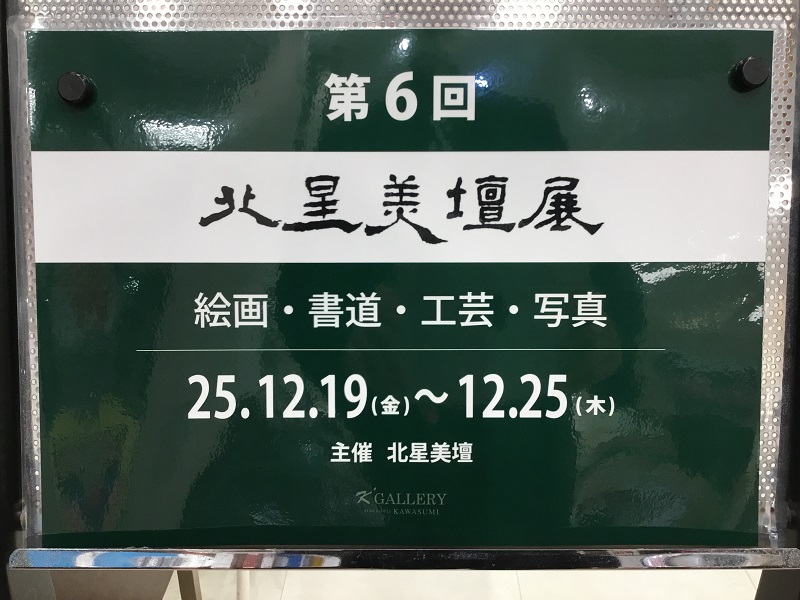 第6回
北星美壇展
絵画・書道・工芸・写真
25.12.19(金)～12.25(木)
主催 北星美壇
K'GALLERY
KAWASUMI